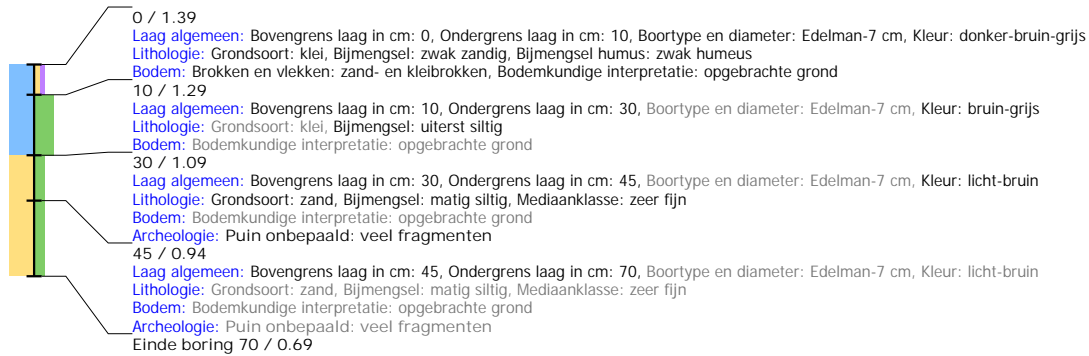 0 / 1.39
Laag algemeen: Bovengrens laag in cm: 0, Ondergrens laag in cm: 10, Boortype en diameter: Edelman-7 cm, Kleur: donker-bruin-grijs
Lithologie: Grondsoort: klei, Bijmengsel: zwak zandig, Bijmengsel humus: zwak humeus
Bodem: Brokken en vlekken: zand- en kleibrokken, Bodemkundige interpretatie: opgebrachte grond
10 / 1.29
Laag algemeen: Bovengrens laag in cm: 10, Ondergrens laag in cm: 30, Boortype en diameter: Edelman-7 cm, Kleur: bruin-grijs
Lithologie: Grondsoort: klei, Bijmengsel: uiterst siltig
Bodem: Bodemkundige interpretatie: opgebrachte grond
30 / 1.09
Laag algemeen: Bovengrens laag in cm: 30, Ondergrens laag in cm: 45, Boortype en diameter: Edelman-7 cm, Kleur: licht-bruin
Lithologie: Grondsoort: zand, Bijmengsel: matig siltig, Mediaanklasse: zeer fijn
Bodem: Bodemkundige interpretatie: opgebrachte grond
Archeologie: Puin onbepaald: veel fragmenten
45 / 0.94
Laag algemeen: Bovengrens laag in cm: 45, Ondergrens laag in cm: 70, Boortype en diameter: Edelman-7 cm, Kleur: licht-bruin
Lithologie: Grondsoort: zand, Bijmengsel: matig siltig, Mediaanklasse: zeer fijn
Bodem: Bodemkundige interpretatie: opgebrachte grond
Archeologie: Puin onbepaald: veel fragmenten
Einde boring 70 / 0.69